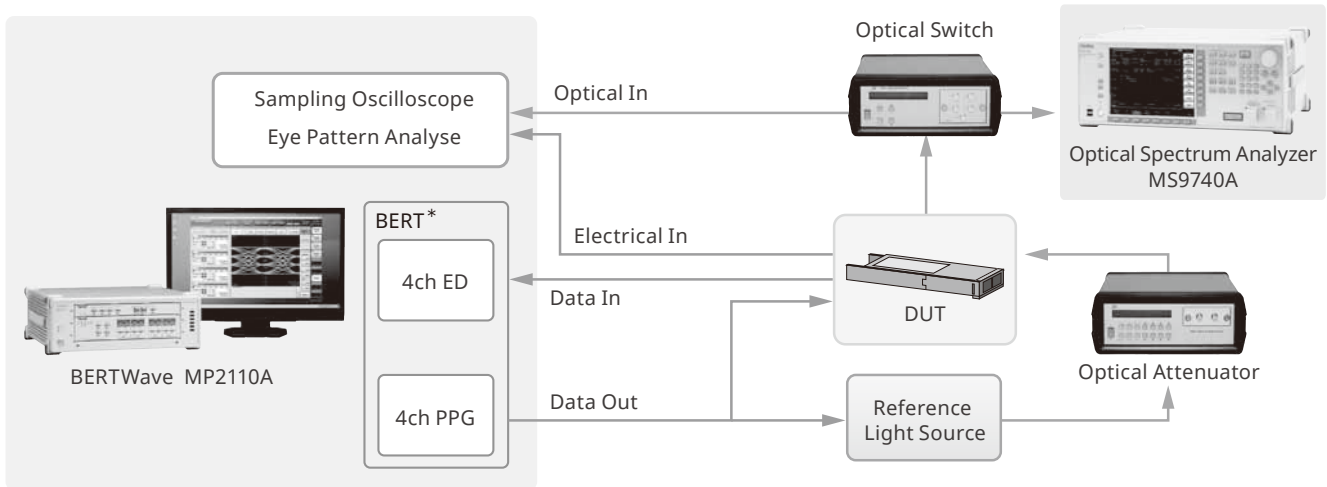 Optical Switch
Sampling Oscilloscope
Eye Pattern Analyse
Optical In
Optical Spectrum Analyzer
MS9740A
BERT*
Electrical In
4ch ED
Data In
DUT
BERTWave MP2110A
Optical Attenuator
4ch PPG
Data Out
Reference
Light Source